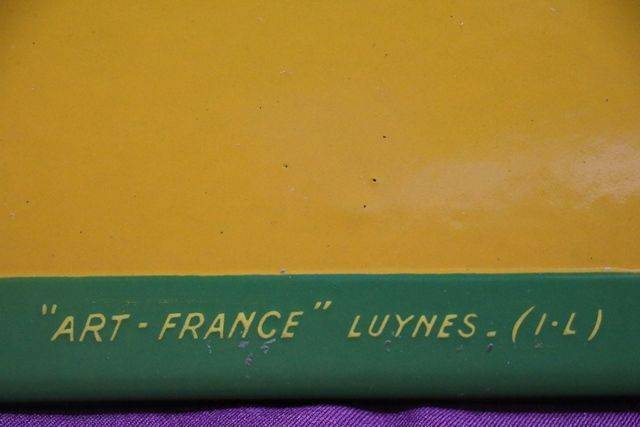 "ART - FRANCE" LUYNES - (I·L)